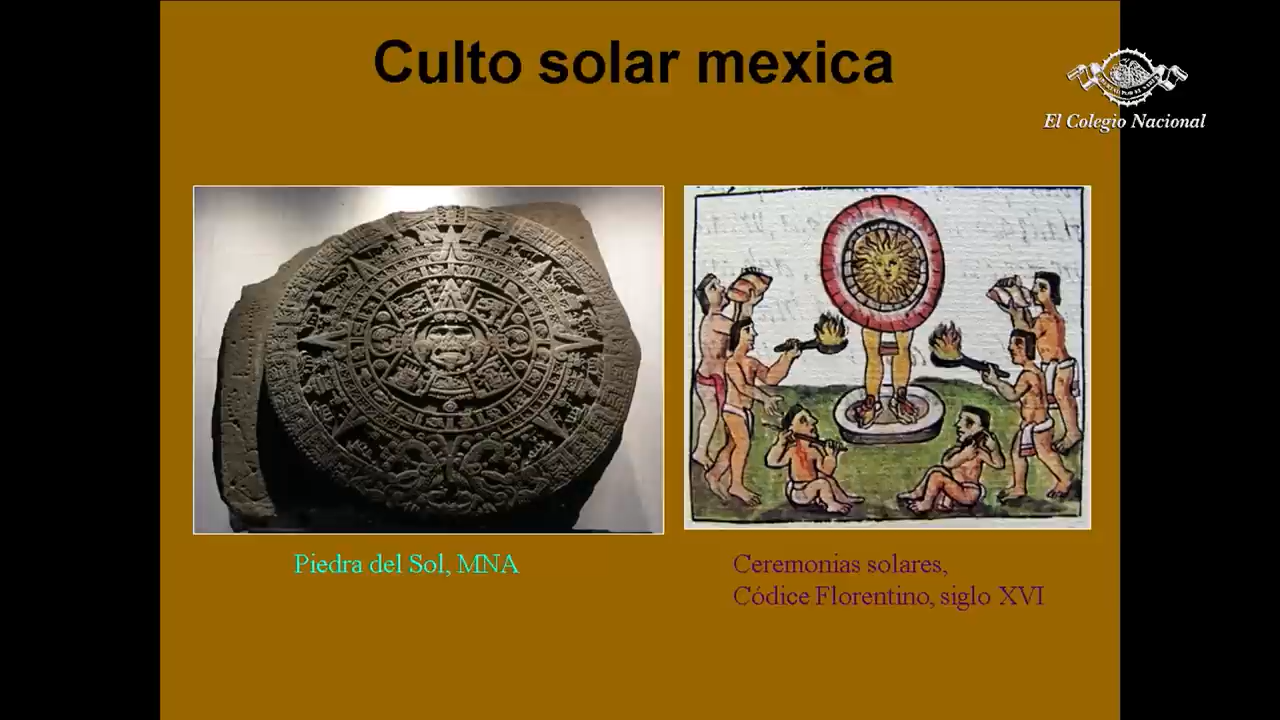 Culto solar mexica
El Colegio Nacional
Piedra del Sol, MNA
Ceremonias solares,
Códice Florentino, siglo XVI